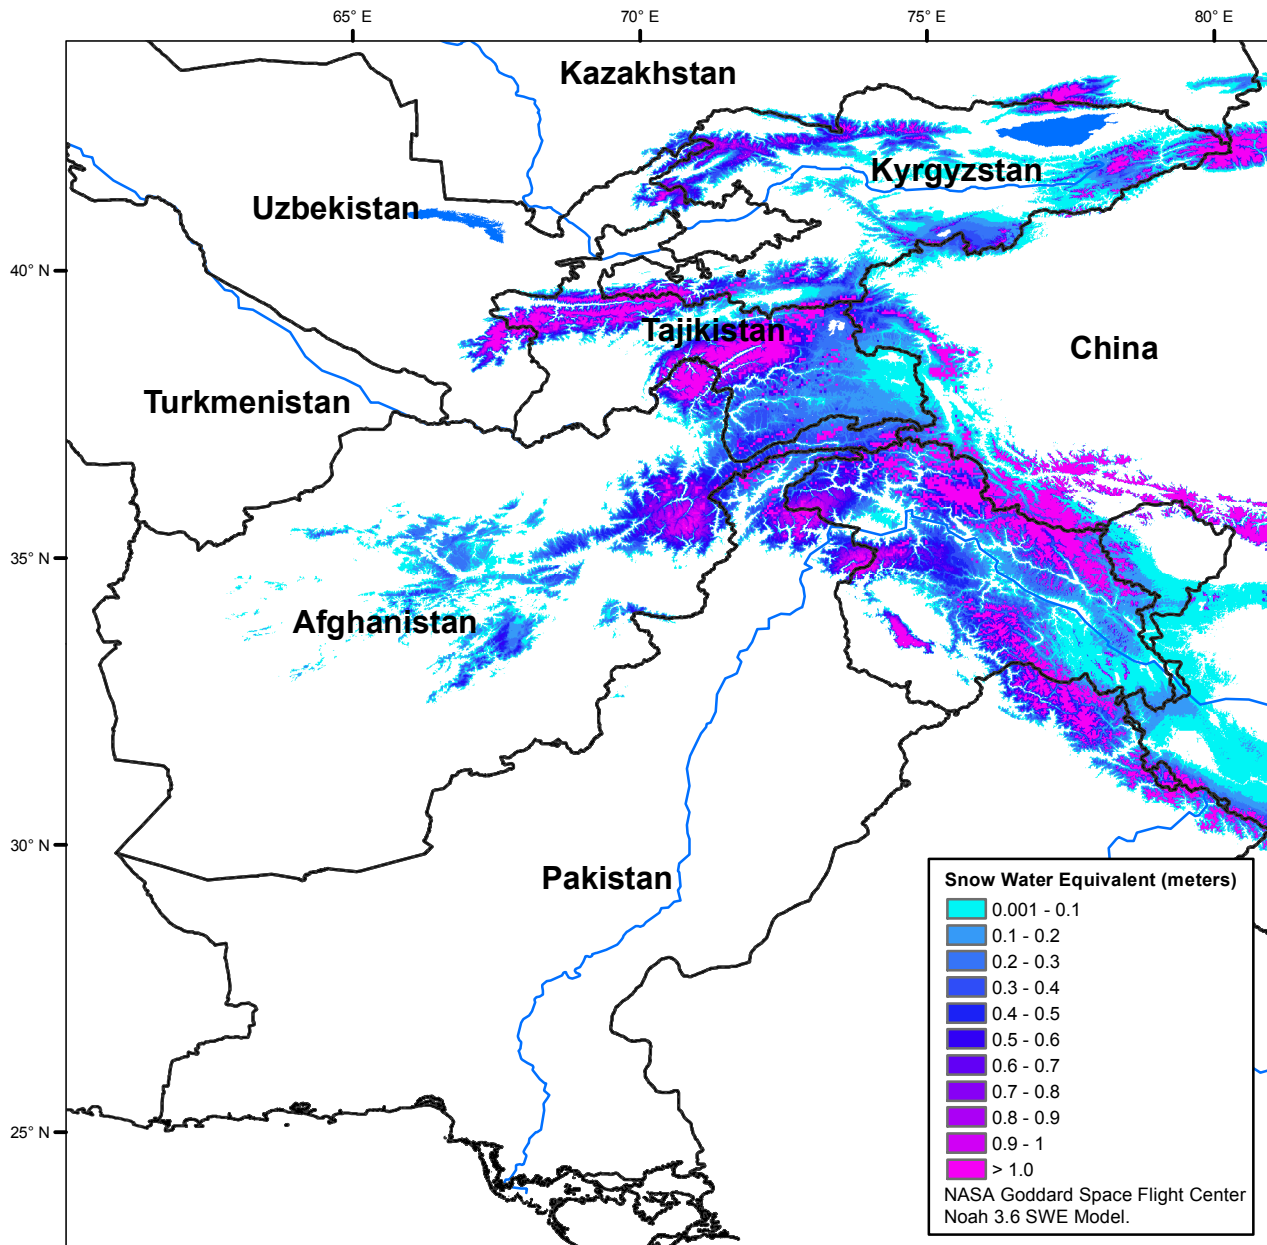 65° E
70° E
75° E
80° E
Kazakhstan
Kyrgyzstan
Uzbekistan
40° N
Tajikistan
China
Turkmenistan
35° N
Afghanistan
30° N
Pakistan
25° N
Snow Water Equivalent (meters)
0.001 - 0.1
0.1 - 0.2
0.2 - 0.3
0.3 - 0.4
0.4 - 0.5
0.5 - 0.6
0.6 - 0.7
0.7 - 0.8
0.8 - 0.9
0.9 - 1
> 1.0
NASA Goddard Space Flight Center
Noah 3.6 SWE Model.